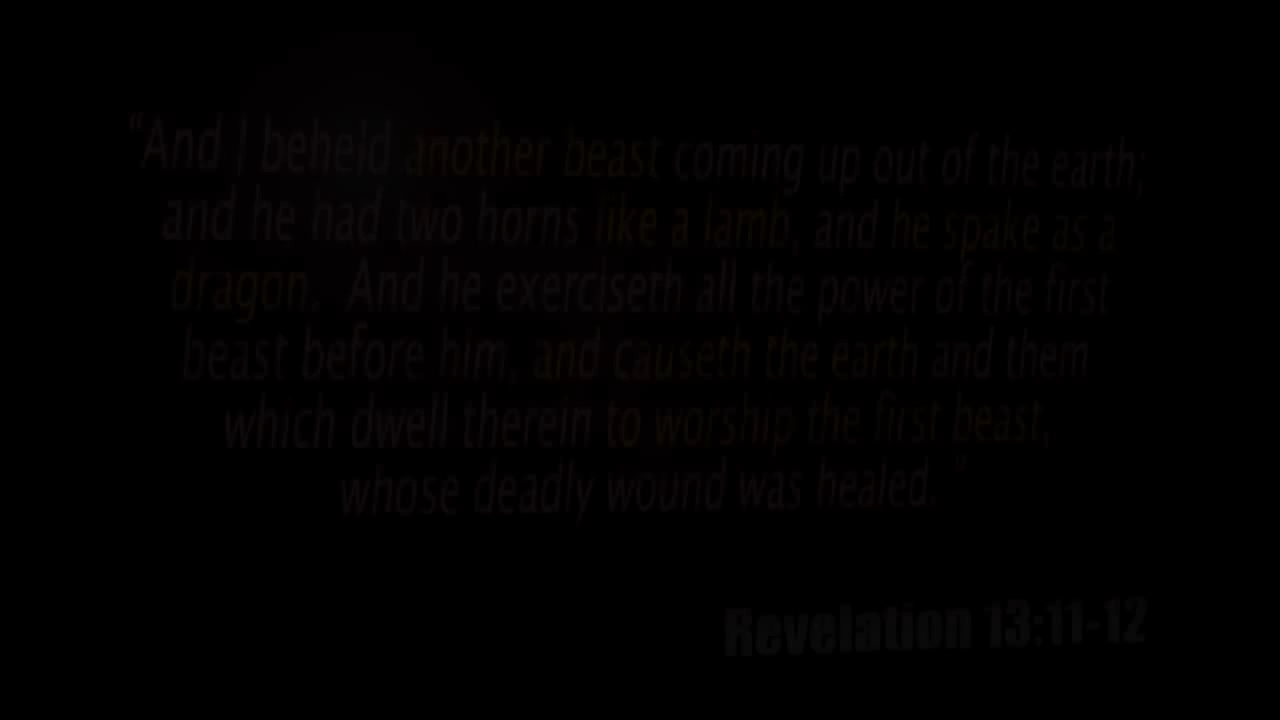 “And I beheld another beast coming up out of the earth;
and he had two horns like a lamb, and he spake as a
dragon. And he exerciseth all the power of the first
beast before him, and causeth the earth and them
which dwell therein to worship the first beast,
whose deadly wound was healed.”
Revelation 13:11-12